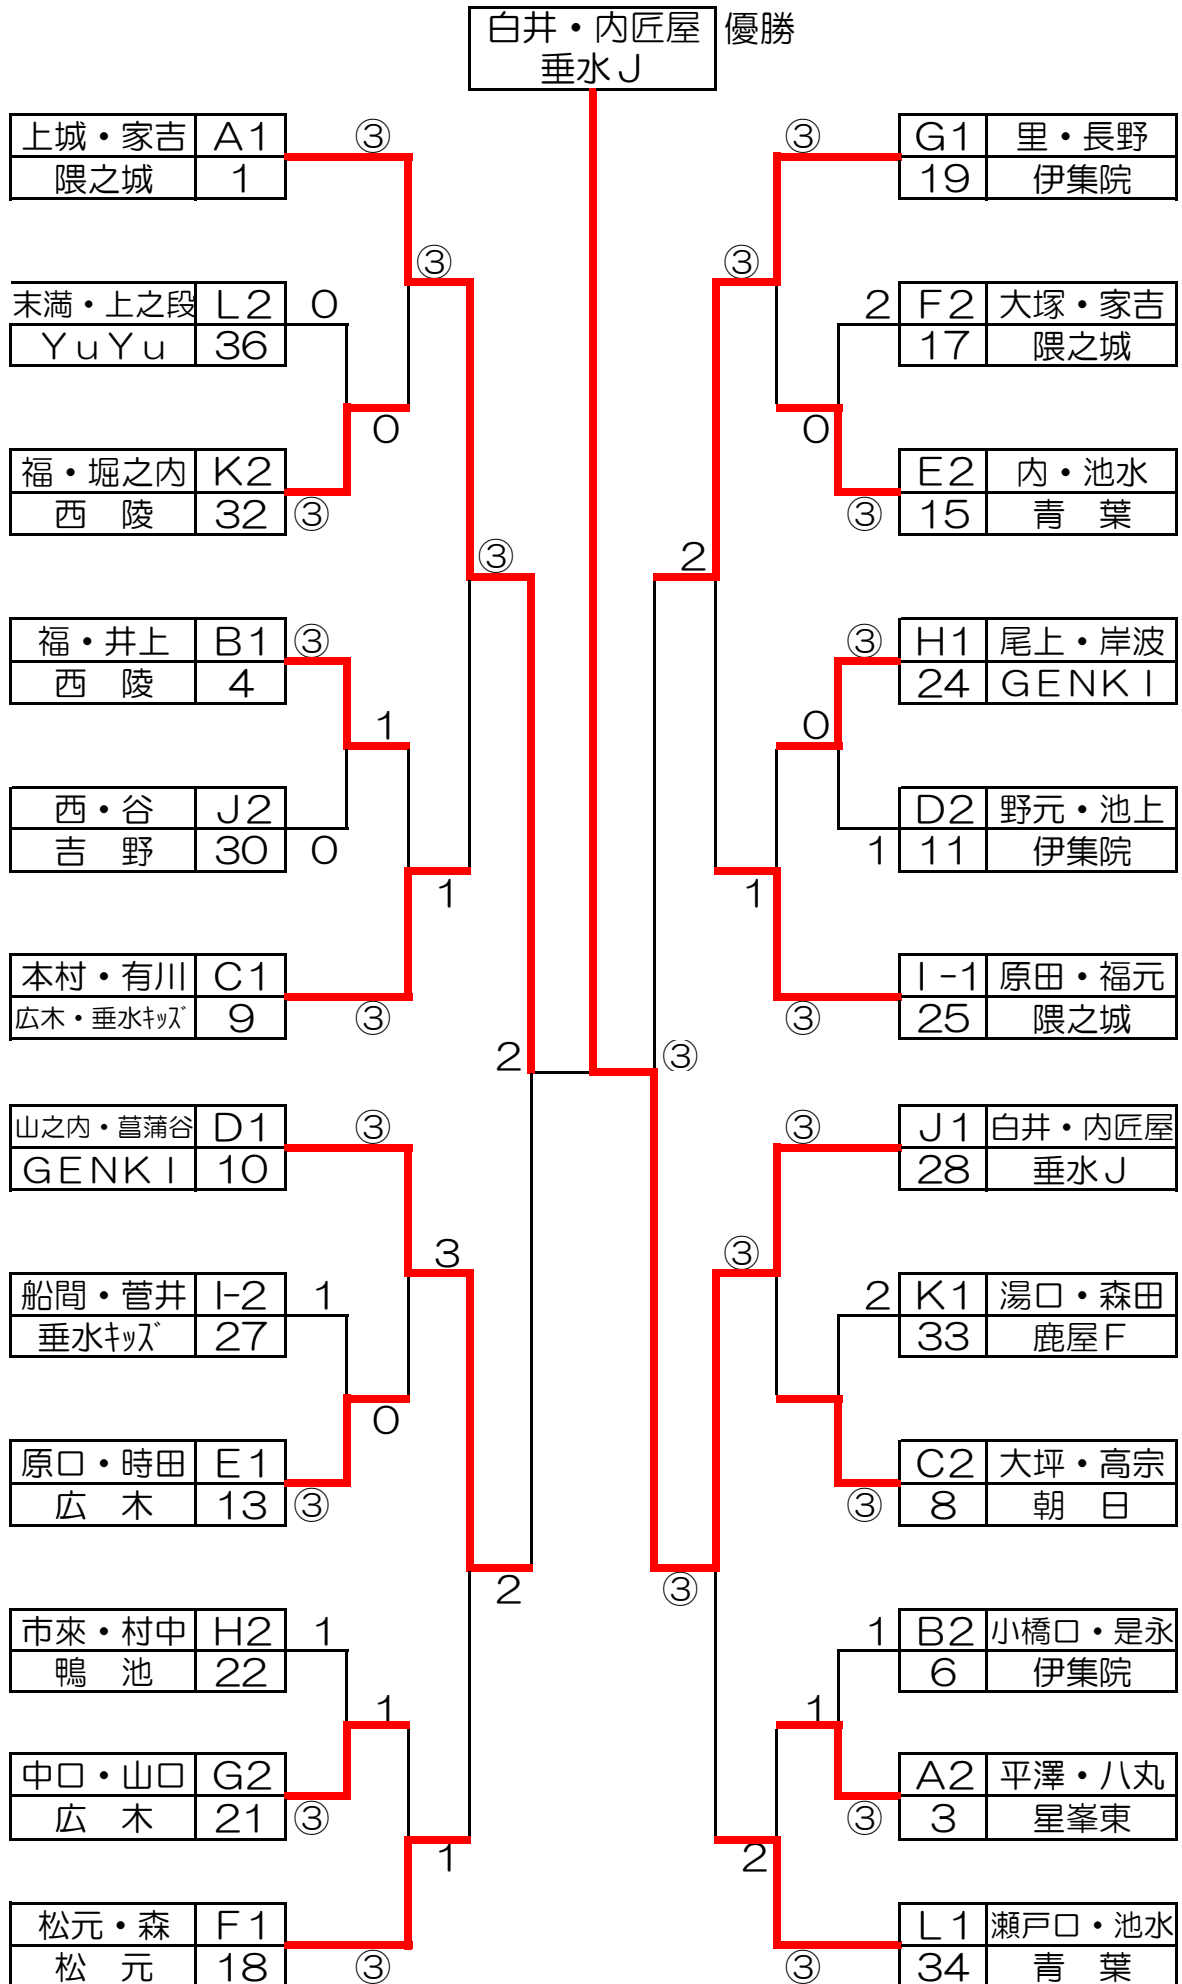 白井・内匠屋 優勝
垂水Ｊ
上城・家吉 A1 ③
隈之城 1
末満・上之段 L2 0
ＹｕＹｕ 36
③
0
福・堀之内 K2
西　陵 32 ③
③
福・井上 B1 ③
西　陵 4
1
西・谷 J2
吉　野 30 0
1
本村・有川 C1
広木・垂水ｷｯｽﾞ 9 ③
2
山之内・菖蒲谷 D1 ③
ＧＥＮＫＩ 10
3
船間・菅井 I-2 1
垂水ｷｯｽﾞ 27
0
原口・時田 E1
広　木 13 ③
2
市來・村中 H2 1
鴨　池 22
1
中口・山口 G2
広　木 21 ③
1
松元・森 F1
松　元 18 ③
③ G1 里・長野
19 伊集院
③
2 F2 大塚・家吉
17 隈之城
0
E2 内・池水
③ 15 青　葉
2
③ H1 尾上・岸波
24 ＧＥＮＫＩ
0
D2 野元・池上
1 11 伊集院
1
I-1 原田・福元
③ 25 隈之城
③
③ J1 白井・内匠屋
28 垂水Ｊ
③
2 K1 湯口・森田
33 鹿屋Ｆ
C2 大坪・高宗
③ 8 朝　日
③
1 B2 小橋口・是永
6 伊集院
1
A2 平澤・八丸
③ 3 星峯東
2
L1 瀬戸口・池水
③ 34 青　葉